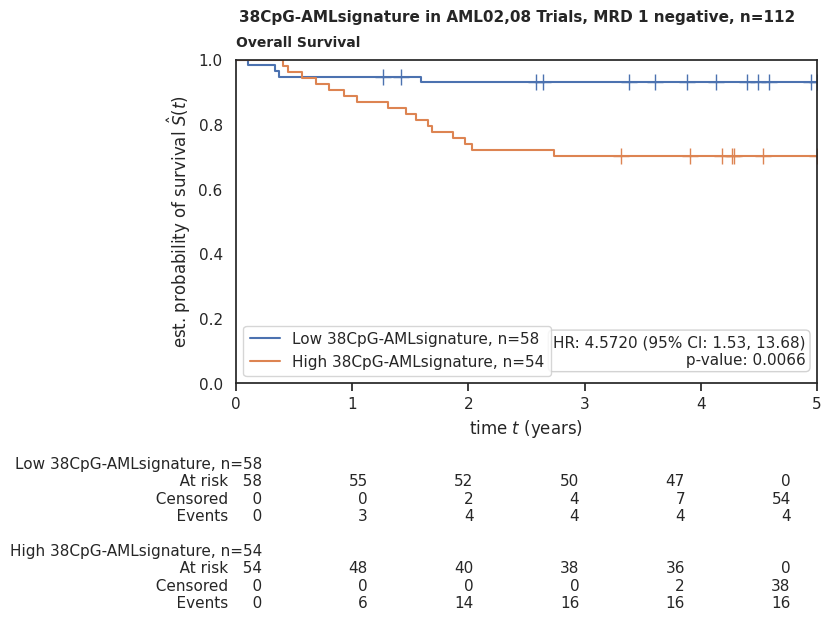 38CpG-AMLsignature in AML02,08 Trials, MRD 1 negative, n=112
Overall Survival
est. probability of survival Ŝ(t)
1.0
0.8
0.6
0.4
0.2
0.0
Low 38CpG-AMLsignature, n=58
High 38CpG-AMLsignature, n=54
HR: 4.5720 (95% CI: 1.53, 13.68)
p-value: 0.0066
0 1 2 3 4 5
time t (years)
Low 38CpG-AMLsignature, n=58
At risk 58 55 52 50 47 0
Censored 0 0 2 4 7 54
Events 0 3 4 4 4 4
High 38CpG-AMLsignature, n=54
At risk 54 48 40 38 36 0
Censored 0 0 0 0 2 38
Events 0 6 14 16 16 16